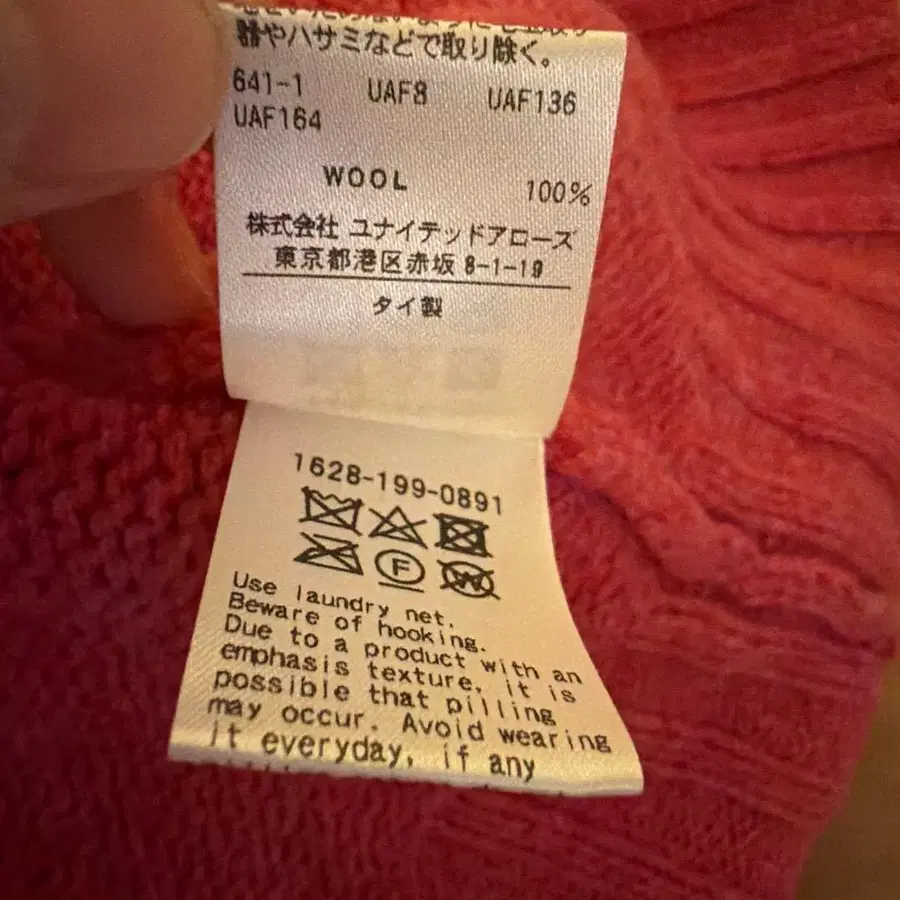 器やハサミなどで取り除く。
641-1 UAF8 UAF136
UAF164
WOOL 100%
株式会社 ユナイテッドアローズ
東京都港区赤坂 8-1-19
タイ製
1628-199-0891
F
W
Use laundry net.
Beware of hooking.
Due to a product with an
emphasis texture, it is
possible that pilling
may occur. Avoid wearing
it everyday, if any